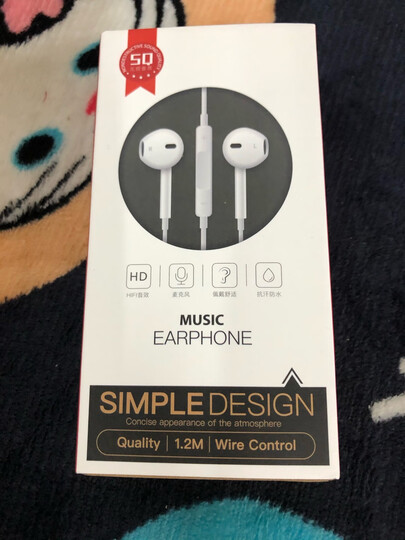 SQ
HD
HIFI音效
麦克风
佩戴舒适
抗汗防水
MUSIC
EARPHONE
SIMPLE DESIGN
Concise appearance of the atmosphere
Quality | 1.2M | Wire Control